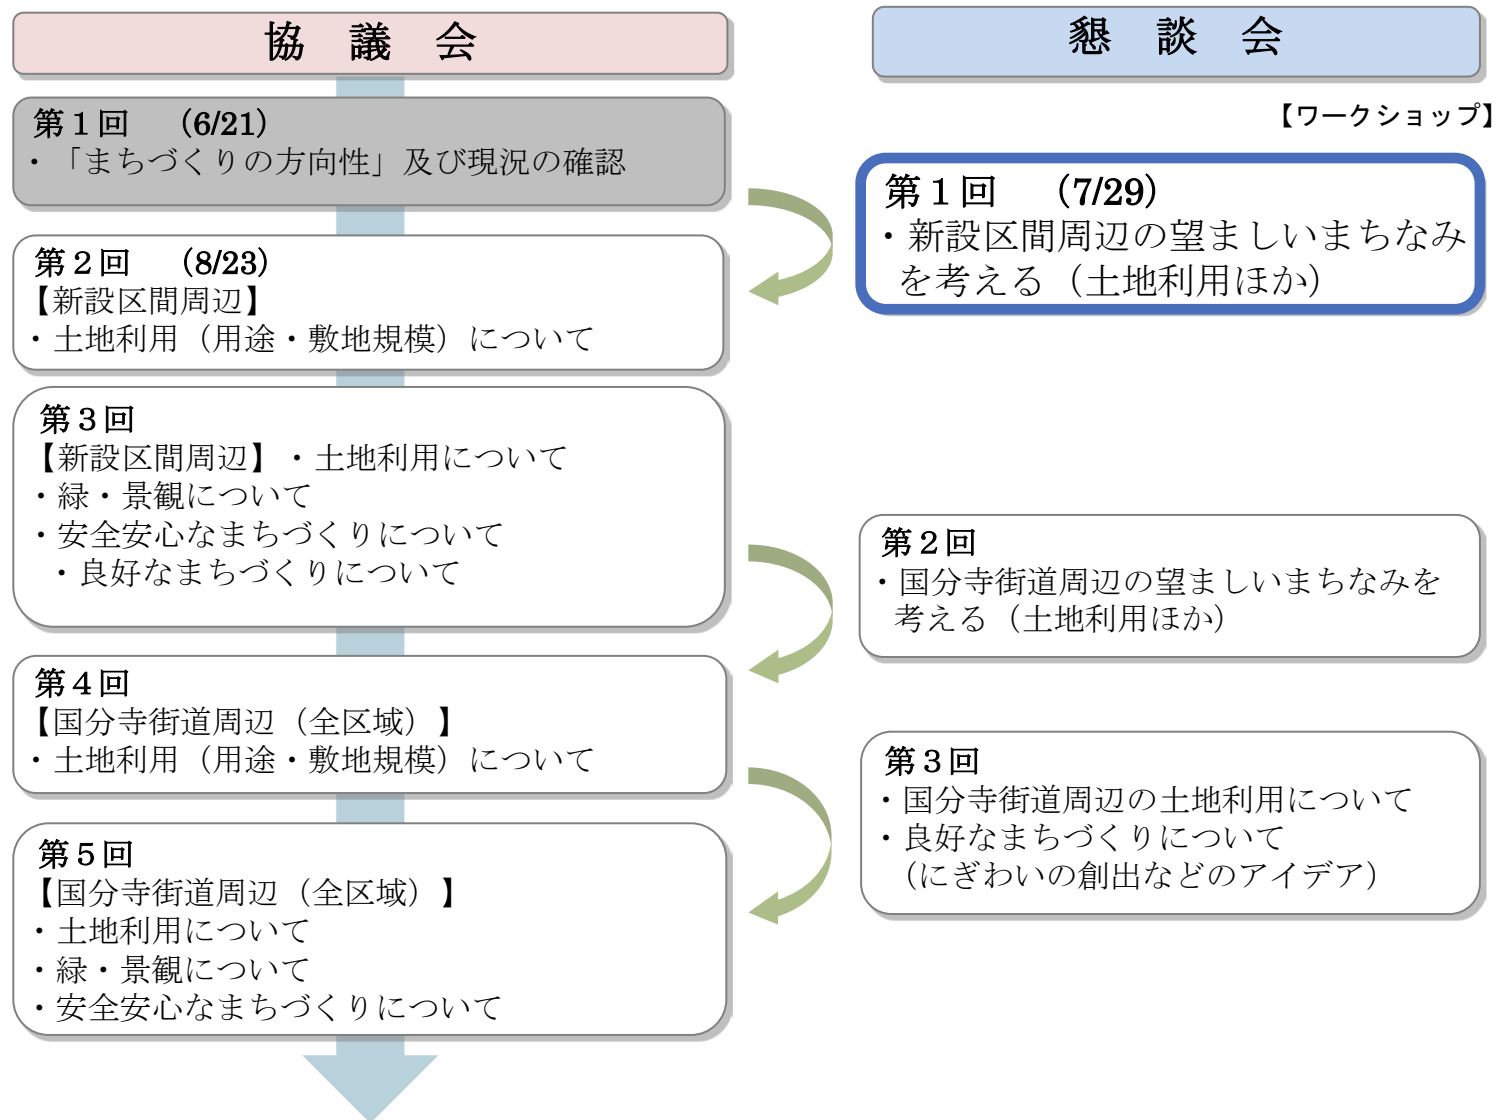 協 議 会
第１回 （6/21）
・「まちづくりの方向性」及び現況の確認
第２回 （8/23）
【新設区間周辺】
・土地利用（用途・敷地規模）について
第３回
【新設区間周辺】・土地利用について
・緑・景観について
・安全安心なまちづくりについて
・良好なまちづくりについて
第４回
【国分寺街道周辺（全区域）】
・土地利用（用途・敷地規模）について
第５回
【国分寺街道周辺（全区域）】
・土地利用について
・緑・景観について
・安全安心なまちづくりについて
懇 談 会
【ワークショップ】
第１回 （7/29）
・新設区間周辺の望ましいまちなみ
を考える（土地利用ほか）
第２回
・国分寺街道周辺の望ましいまちなみを
考える（土地利用ほか）
第３回
・国分寺街道周辺の土地利用について
・良好なまちづくりについて
（にぎわいの創出などのアイデア）